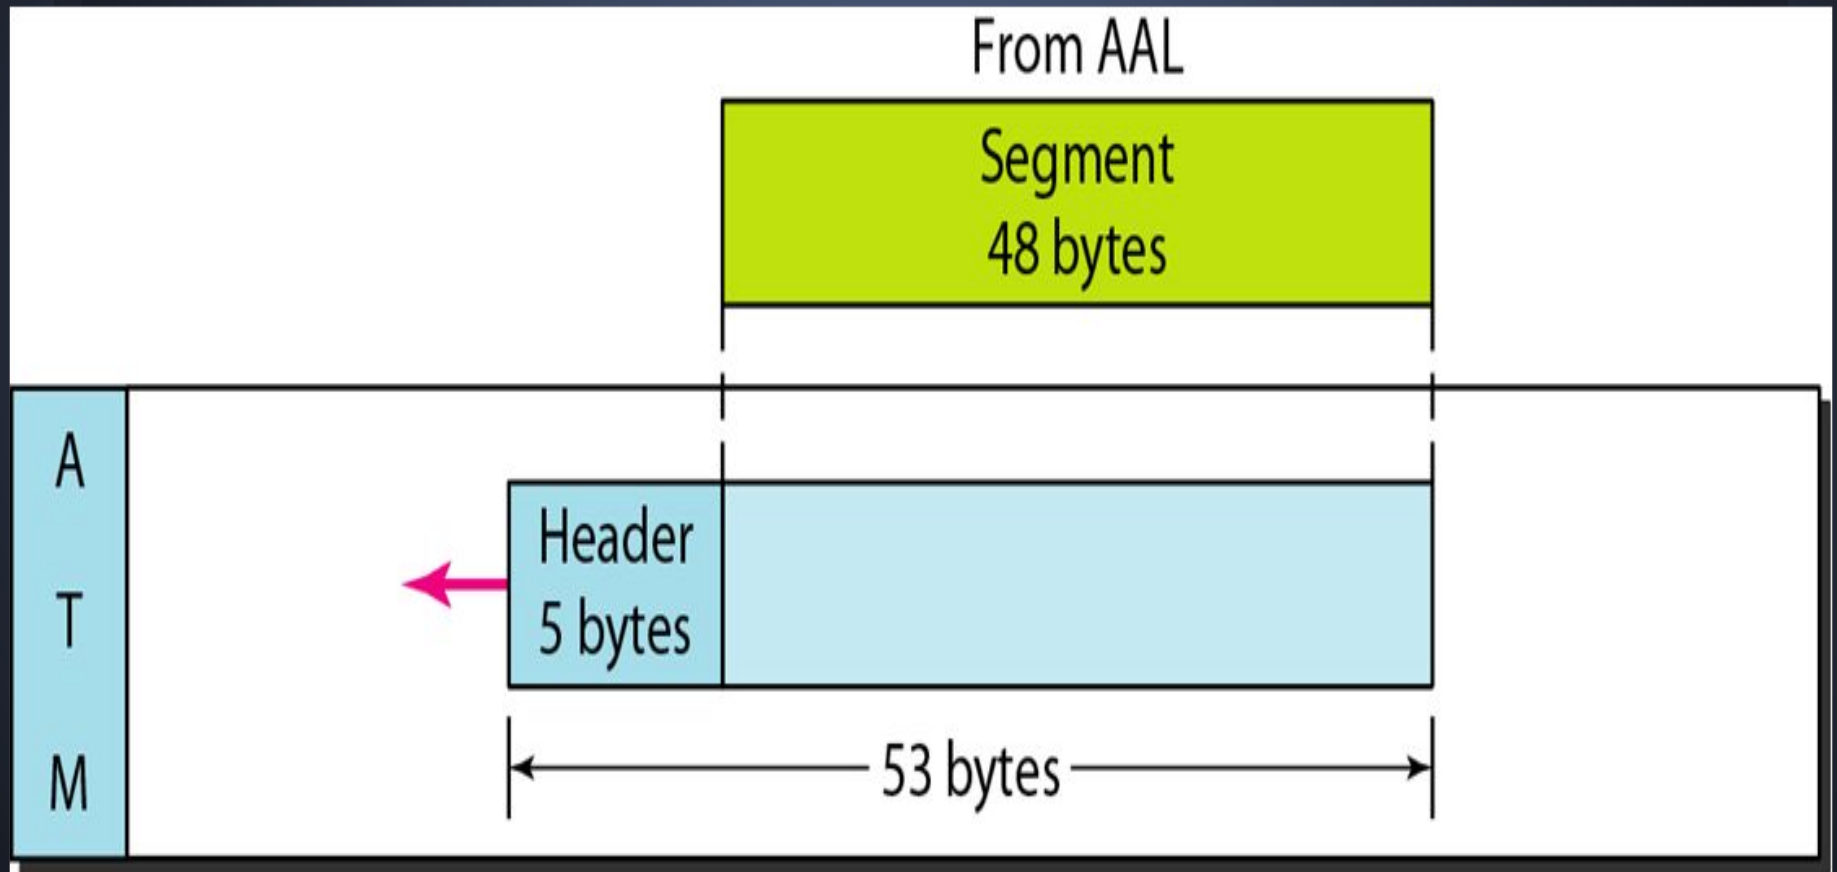 From AAL
Segment
48 bytes
A
T
M
Header
5 bytes
53 bytes